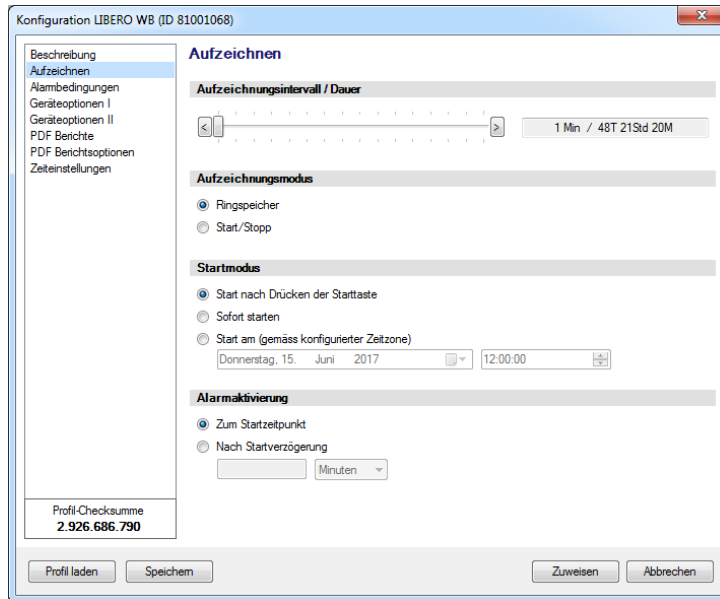 Konfiguration LIBERO WB (ID 81001068)
Beschreibung
Aufzeichnen
Alarmbedingungen
Geräteoptionen I
Geräteoptionen II
PDF Berichte
PDF Berichtsoptionen
Zeiteinstellungen
Profil-Checksumme
2.926.686.790
Aufzeichnen
Aufzeichnungsintervall / Dauer
< > 1 Min / 48T 21Std 20M
Aufzeichnungsmodus
Ringspeicher
Start/Stopp
Startmodus
Start nach Drücken der Starttaste
Sofort starten
Start am (gemäss konfigurierter Zeitzone)
Donnerstag, 15. Juni 2017 12:00:00
Alarmaktivierung
Zum Startzeitpunkt
Nach Startverzögerung
Minuten
Profil laden Speichern Zuweisen Abbrechen